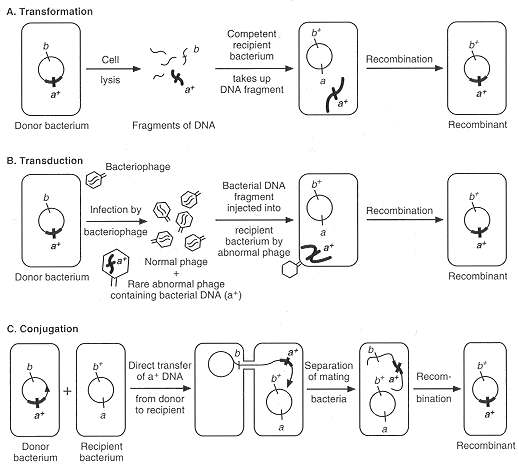 A. Transformation
b
a+
Donor bacterium
Cell
lysis
b
a+
Fragments of DNA
Competent
recipient
bacterium
takes up
DNA fragment
b+
a
a+
Recombination
b+
a+
Recombinant
B. Transduction
Bacteriophage
b
a+
Donor bacterium
Infection by
bacteriophage
a+
Normal phage
+
Rare abnormal phage
containing bacterial DNA (a+)
Bacterial DNA
fragment
injected into
recipient
bacterium by
abnormal phage
b+
a
a+
Recombination
b+
a+
Recombinant
C. Conjugation
b
a+
Donor
bacterium
+
b+
a
Recipient
bacterium
Direct transfer
of a+ DNA
from donor
to recipient
b
a+
b+
a
Separation
of mating
bacteria
b
a+
b+
a
Recom-
bination
b+
a+
Recombinant